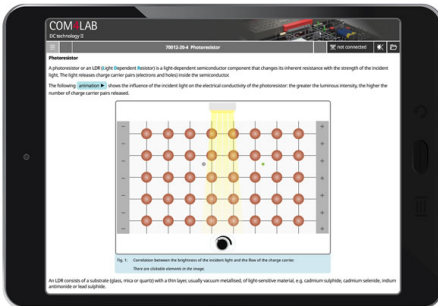 COM4LAB
DC technology II
70012-20-4 Photoresistor
not connected
Photoresistor
A photoresistor or an LDR (Light Dependent Resistor) is a light-dependent semiconductor component that changes its inherent resistance with the strength of the incident
light. The light releases charge carrier pairs (electrons and holes) inside the semiconductor.
The following animation ▶ shows the influence of the incident light on the electrical conductivity of the photoresistor: the greater the luminous intensity, the higher the
number of charge carrier pairs released.
Fig. 1: Correlation between the brightness of the incident light and the flow of the charge carrier.
There are clickable elements in the image.
An LDR consists of a substrate (glass, mica or quartz) with a thin layer, usually vacuum metallised, of light-sensitive material, e.g. cadmium sulphide, cadmium selenide, indium
antimonide or lead sulphide.